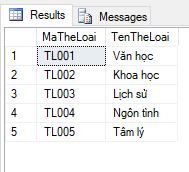 Results Messages
MaTheLoai TenTheLoai
1 TL001 Văn học
2 TL002 Khoa học
3 TL003 Lịch sử
4 TL004 Ngôn tình
5 TL005 Tâm lý